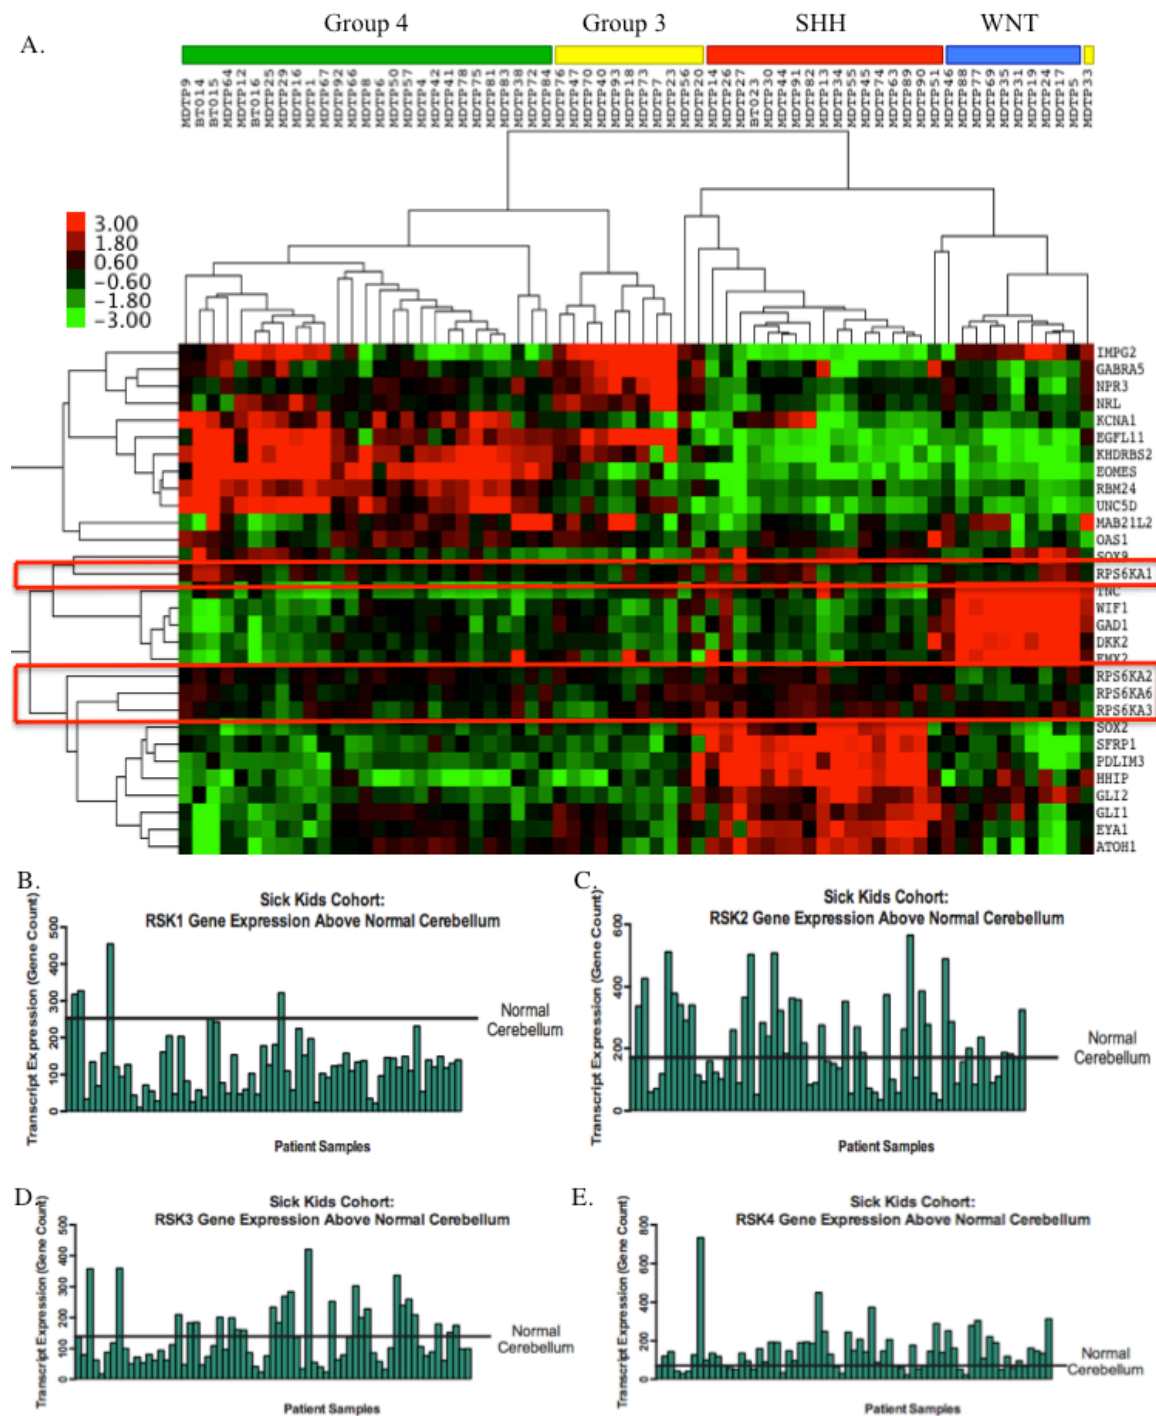 A.
Group 4 Group 3 SHH WNT
MDTP9 BT014 BT015 MDTP64 MDTP12 BT016 MDTP25 MDTP29 MDTP16 MDTP1 MDTP67 MDTP92 MDTP66 MDTP8 MDTP6 MDTP50 MDTP57 MDTP4 MDTP42 MDTP41 MDTP78 MDTP75 MDTP81 MDTP83 MDTP38 MDTP72 MDTP84 MDTP76 MDTP47 MDTP70 MDTP40 MDTP93 MDTP18 MDTP73 MDTP7 MDTP23 MDTP56 MDTP20 MDTP14 MDTP26 MDTP27 BT023 MDTP30 MDTP44 MDTP91 MDTP82 MDTP13 MDTP34 MDTP55 MDTP45 MDTP74 MDTP63 MDTP89 MDTP90 MDTP51 MDTP46 MDTP88 MDTP77 MDTP69 MDTP35 MDTP31 MDTP19 MDTP24 MDTP17 MDTP5 MDTP33
3.00
1.80
0.60
-0.60
-1.80
-3.00
IMPG2
GABRA5
NPR3
NRL
KCNA1
EGFL11
KHDRBS2
EOMES
RBM24
UNC5D
MAB21L2
OAS1
SOX9
RPS6KA1
TNC
WIF1
GAD1
DKK2
EMX2
RPS6KA2
RPS6KA6
RPS6KA3
SOX2
SFRP1
PDLIM3
HHIP
GLI2
GLI1
EYA1
ATOH1
B.
Sick Kids Cohort:
RSK1 Gene Expression Above Normal Cerebellum
Transcript Expression (Gene Count)
500
400
300
200
100
0
Normal
Cerebellum
Patient Samples
C.
Sick Kids Cohort:
RSK2 Gene Expression Above Normal Cerebellum
Transcript Expression (Gene Count)
600
400
200
0
Normal
Cerebellum
Patient Samples
D.
Sick Kids Cohort:
RSK3 Gene Expression Above Normal Cerebellum
Transcript Expression (Gene Count)
500
400
300
200
100
0
Normal
Cerebellum
Patient Samples
E.
Sick Kids Cohort:
RSK4 Gene Expression Above Normal Cerebellum
Transcript Expression (Gene Count)
800
600
400
200
0
Normal
Cerebellum
Patient Samples